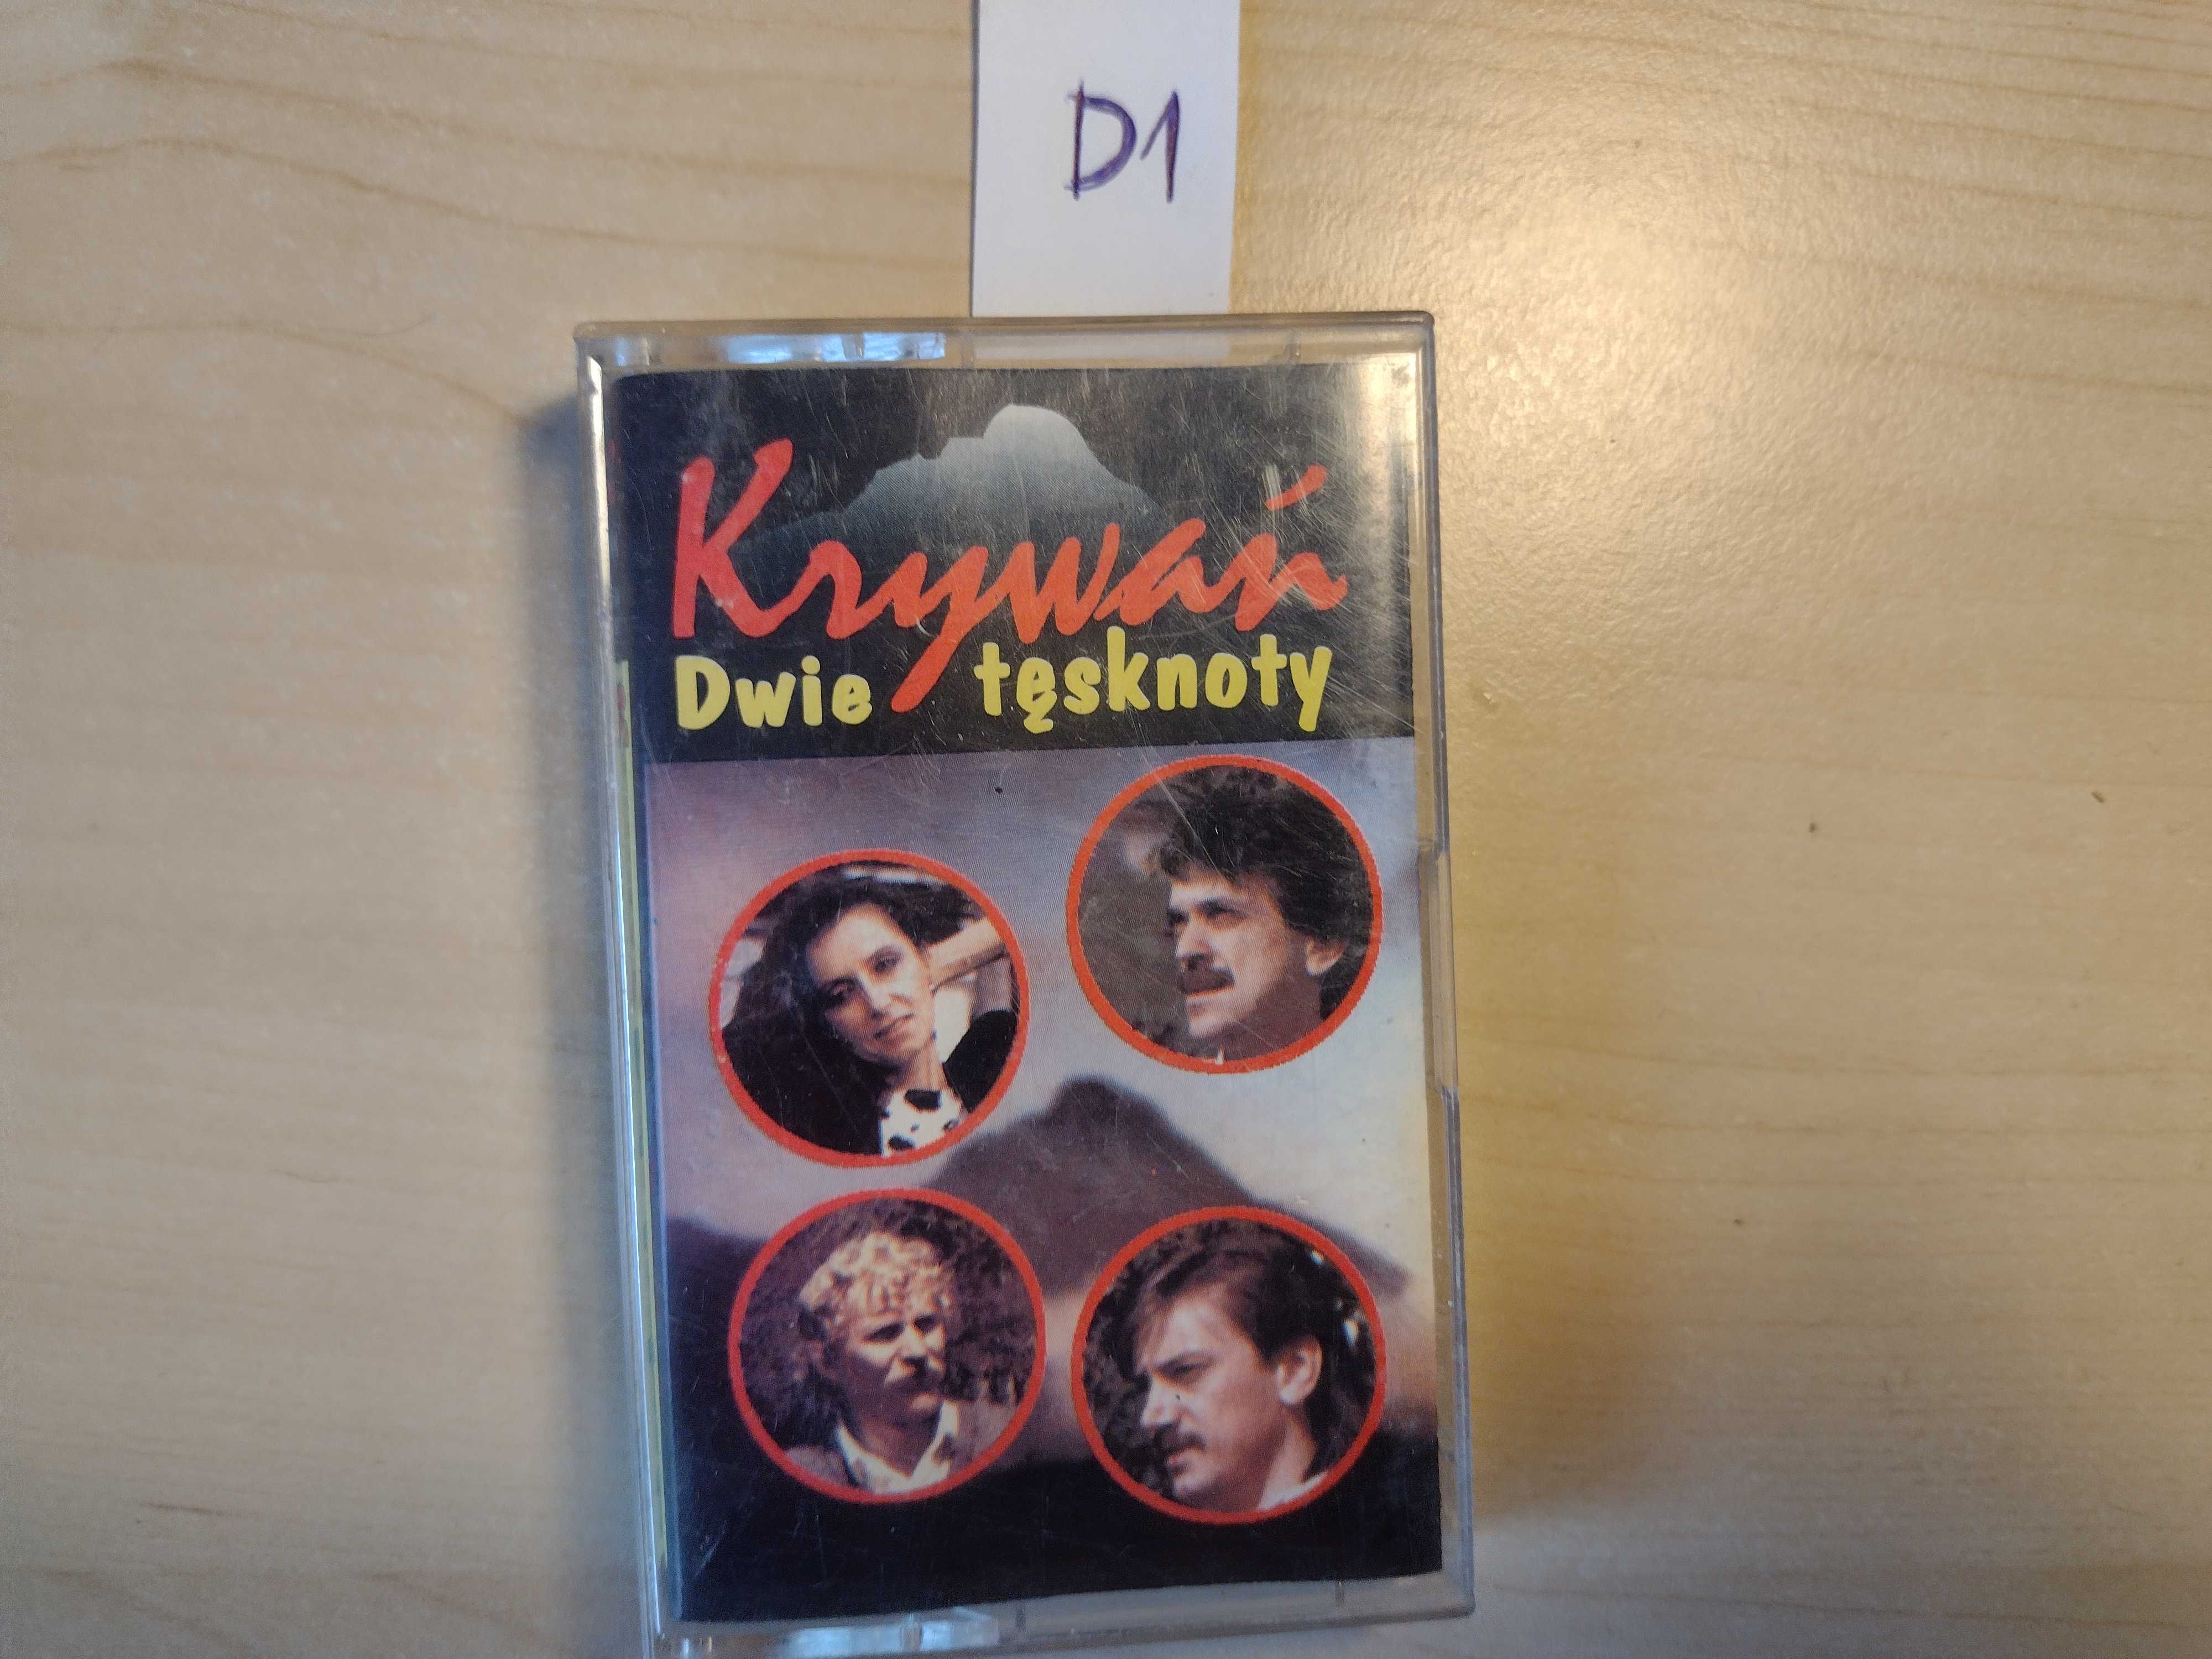 D1
Krywań
Dwie tęsknoty